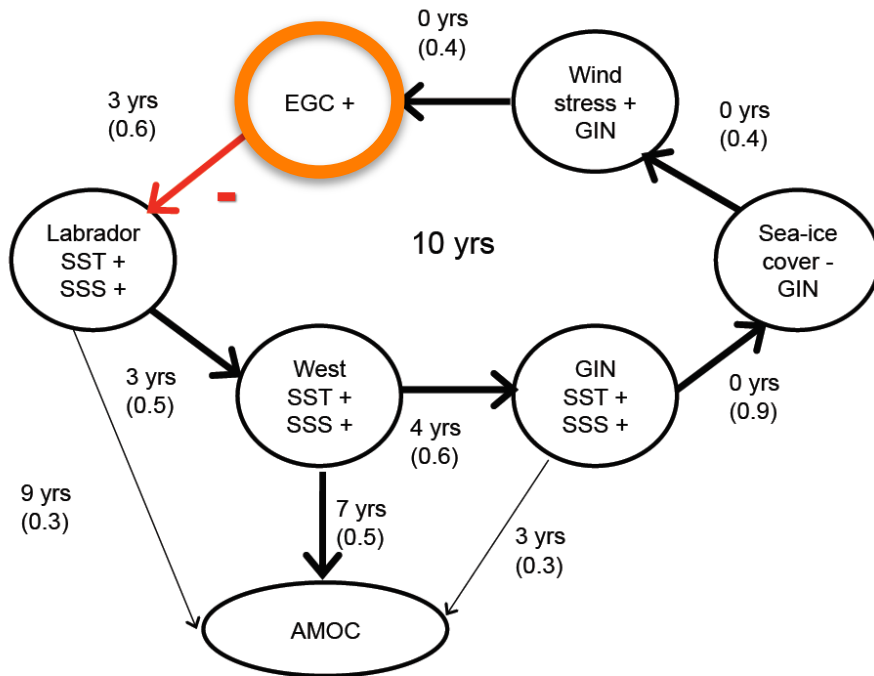 0 yrs
(0.4)
EGC +
Wind
stress +
GIN
3 yrs
(0.6)
-
0 yrs
(0.4)
Labrador
SST +
SSS +
10 yrs
Sea-ice
cover -
GIN
3 yrs
(0.5)
West
SST +
SSS +
4 yrs
(0.6)
GIN
SST +
SSS +
0 yrs
(0.9)
9 yrs
(0.3)
7 yrs
(0.5)
3 yrs
(0.3)
AMOC